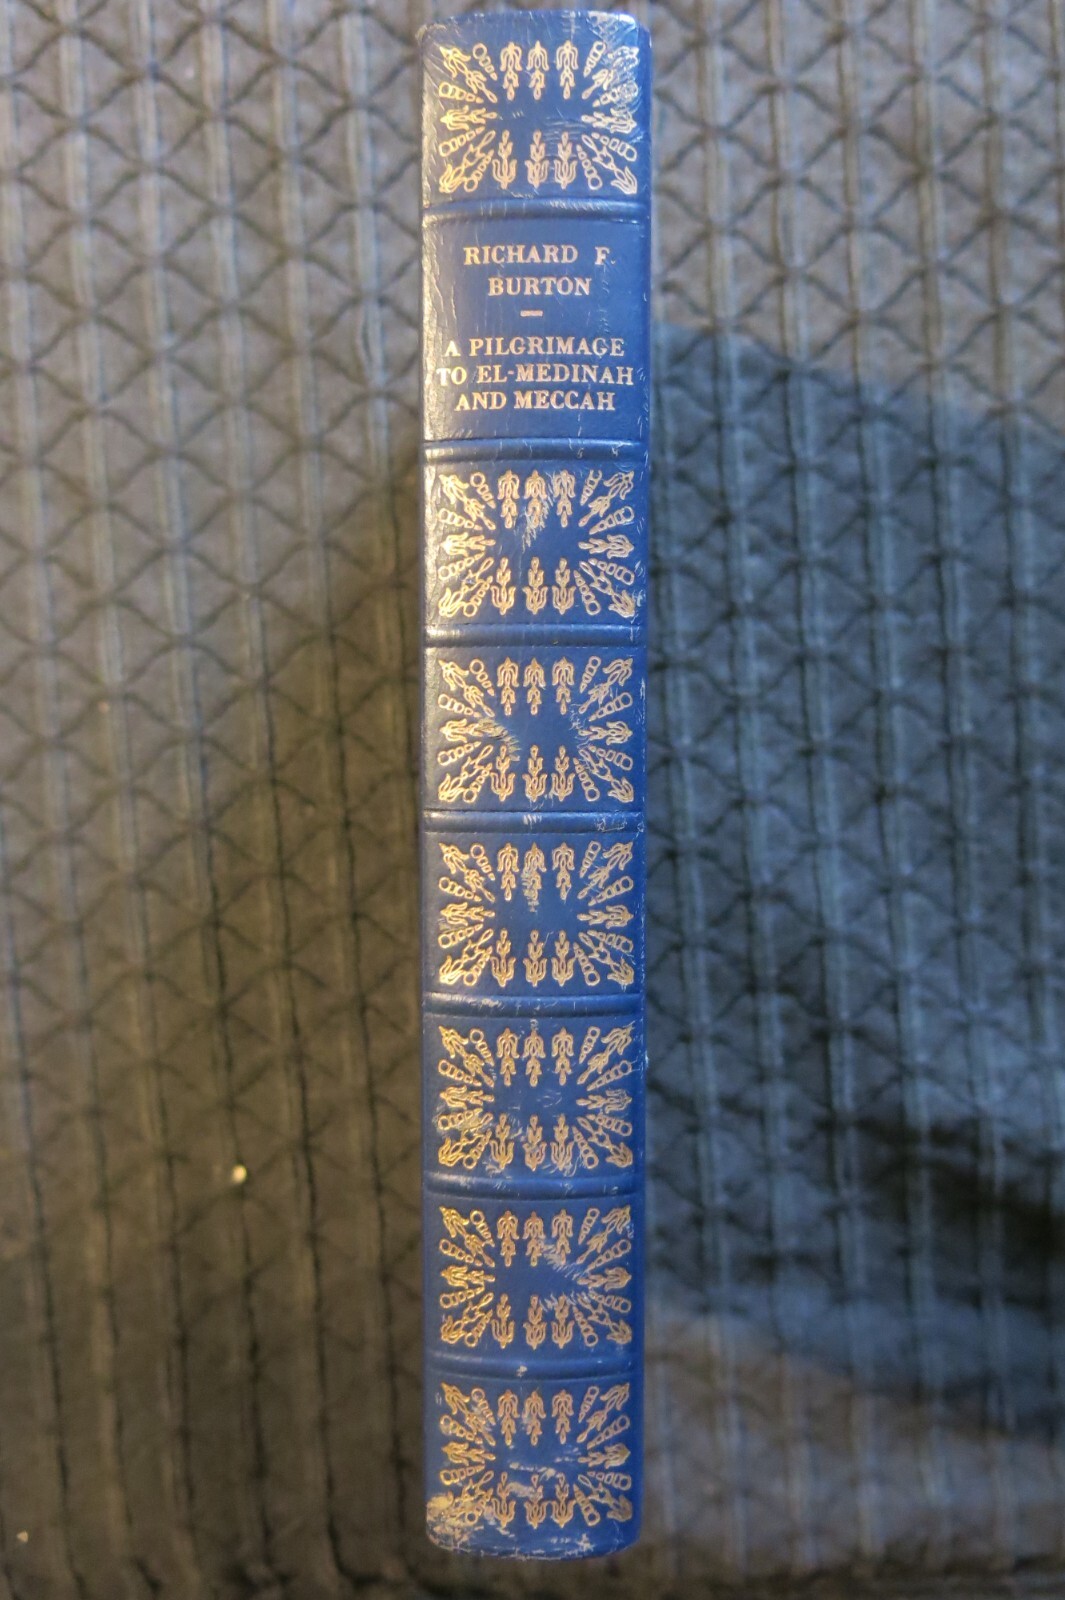 RICHARD F.
BURTON
A PILGRIMAGE
TO EL-MEDINAH
AND MECCAH